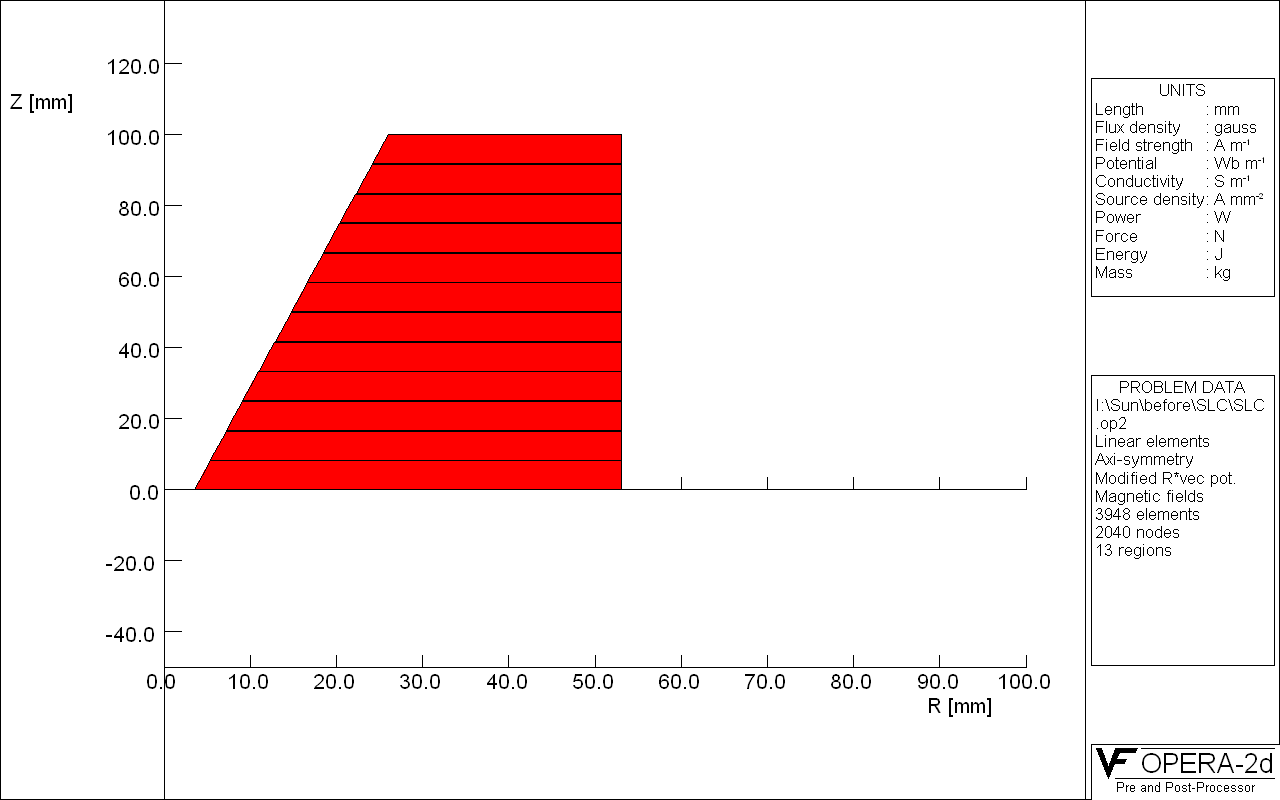 120.0
Z [mm]
100.0
80.0
60.0
40.0
20.0
0.0
-20.0
-40.0
0.0 10.0 20.0 30.0 40.0 50.0 60.0 70.0 80.0 90.0 100.0
R [mm]
UNITS
Length : mm
Flux density : gauss
Field strength : A m⁻¹
Potential : Wb m⁻¹
Conductivity : S m⁻¹
Source density: A mm⁻²
Power : W
Force : N
Energy : J
Mass : kg
PROBLEM DATA
I:\Sun\before\SLC\SLC
.op2
Linear elements
Axi-symmetry
Modified R*vec pot.
Magnetic fields
3948 elements
2040 nodes
13 regions
VF OPERA-2d
Pre and Post-Processor